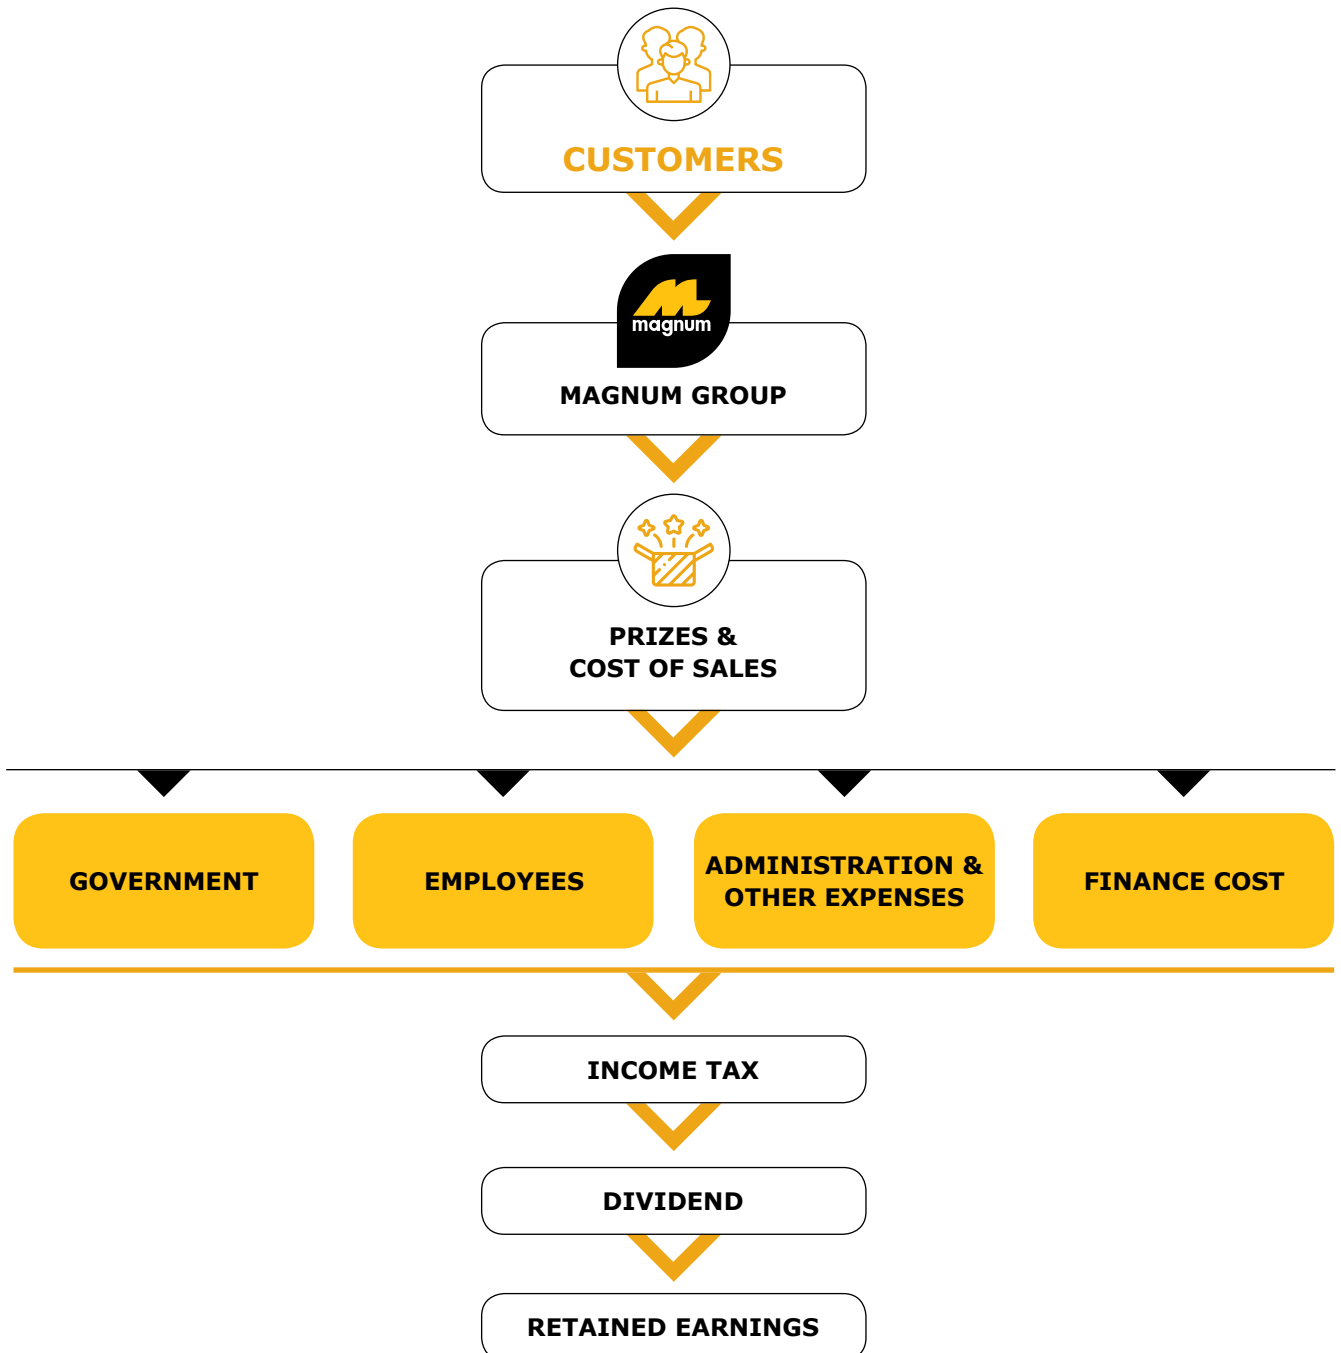 CUSTOMERS
magnum
MAGNUM GROUP
PRIZES &
COST OF SALES
GOVERNMENT
EMPLOYEES
ADMINISTRATION &
OTHER EXPENSES
FINANCE COST
INCOME TAX
DIVIDEND
RETAINED EARNINGS